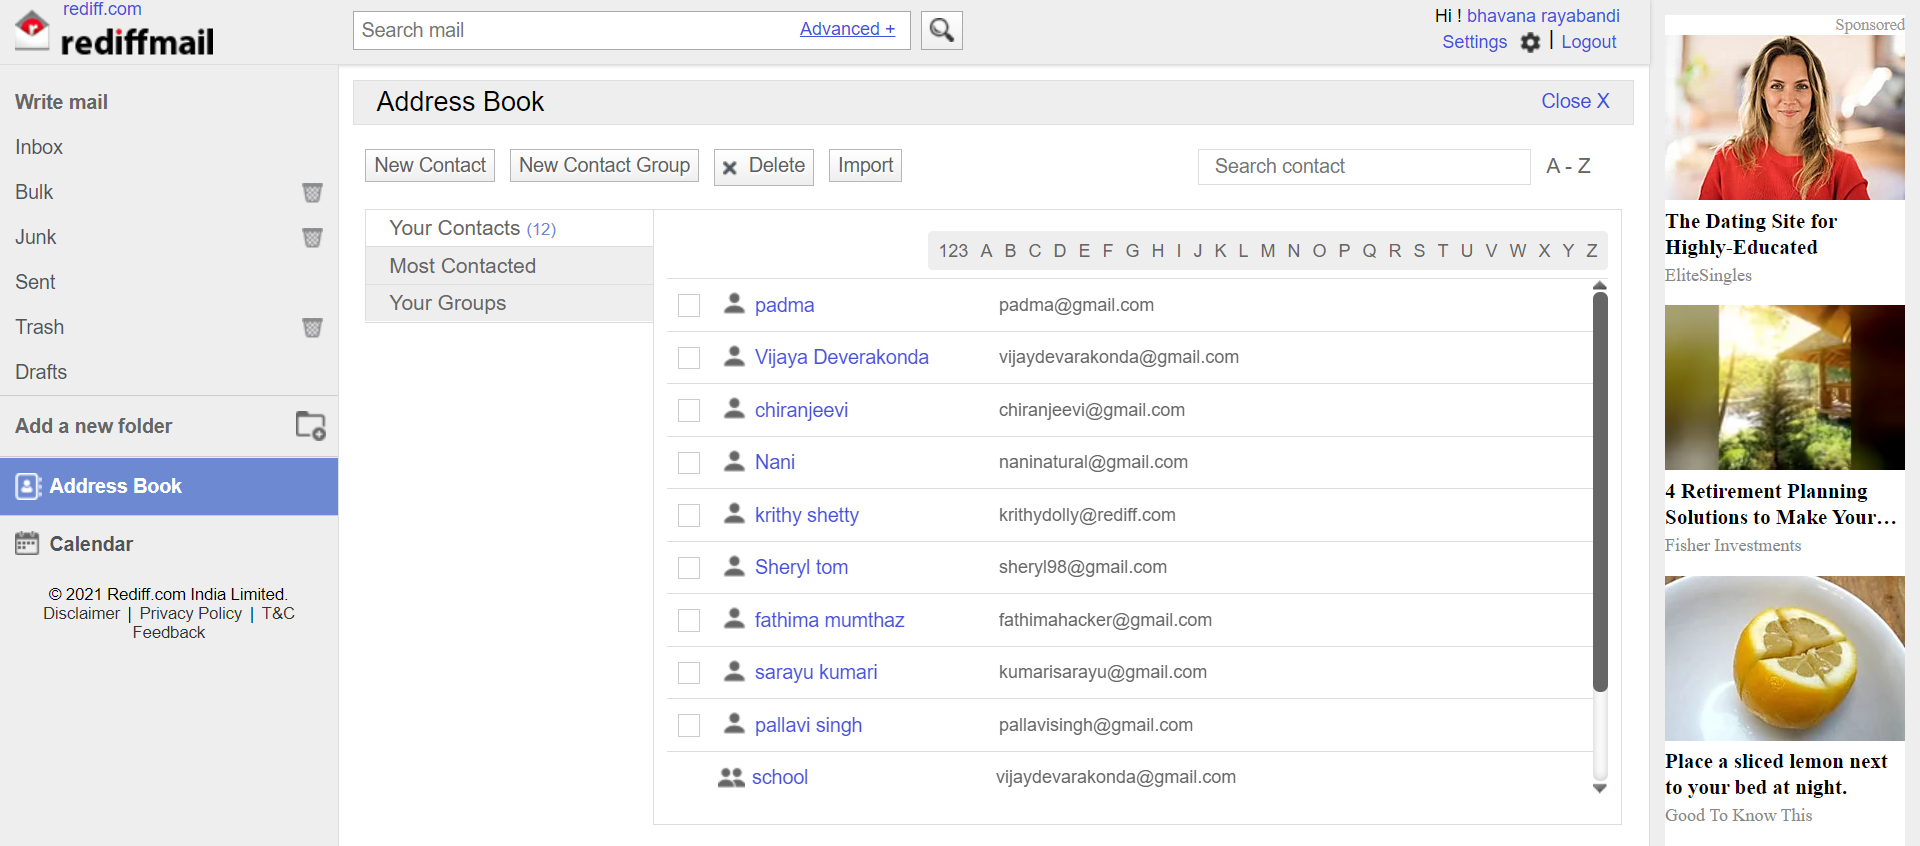 rediff.com
rediffmail
Search mail
Advanced +
Hi ! bhavana rayabandi
Settings | Logout
Write mail
Inbox
Bulk
Junk
Sent
Trash
Drafts
Add a new folder
Address Book
Calendar
© 2021 Rediff.com India Limited.
Disclaimer | Privacy Policy | T&C
Feedback
Address Book
Close X
New Contact
New Contact Group
Delete
Import
Search contact
A - Z
Your Contacts (12)
Most Contacted
Your Groups
123 A B C D E F G H I J K L M N O P Q R S T U V W X Y Z
padma padma@gmail.com
Vijaya Deverakonda vijaydevarakonda@gmail.com
chiranjeevi chiranjeevi@gmail.com
Nani naninatural@gmail.com
krithy shetty krithydolly@rediff.com
Sheryl tom sheryl98@gmail.com
fathima mumthaz fathimahacker@gmail.com
sarayu kumari kumarisarayu@gmail.com
pallavi singh pallavisingh@gmail.com
school vijaydevarakonda@gmail.com
Sponsored
The Dating Site for
Highly-Educated
EliteSingles
4 Retirement Planning
Solutions to Make Your…
Fisher Investments
Place a sliced lemon next
to your bed at night.
Good To Know This